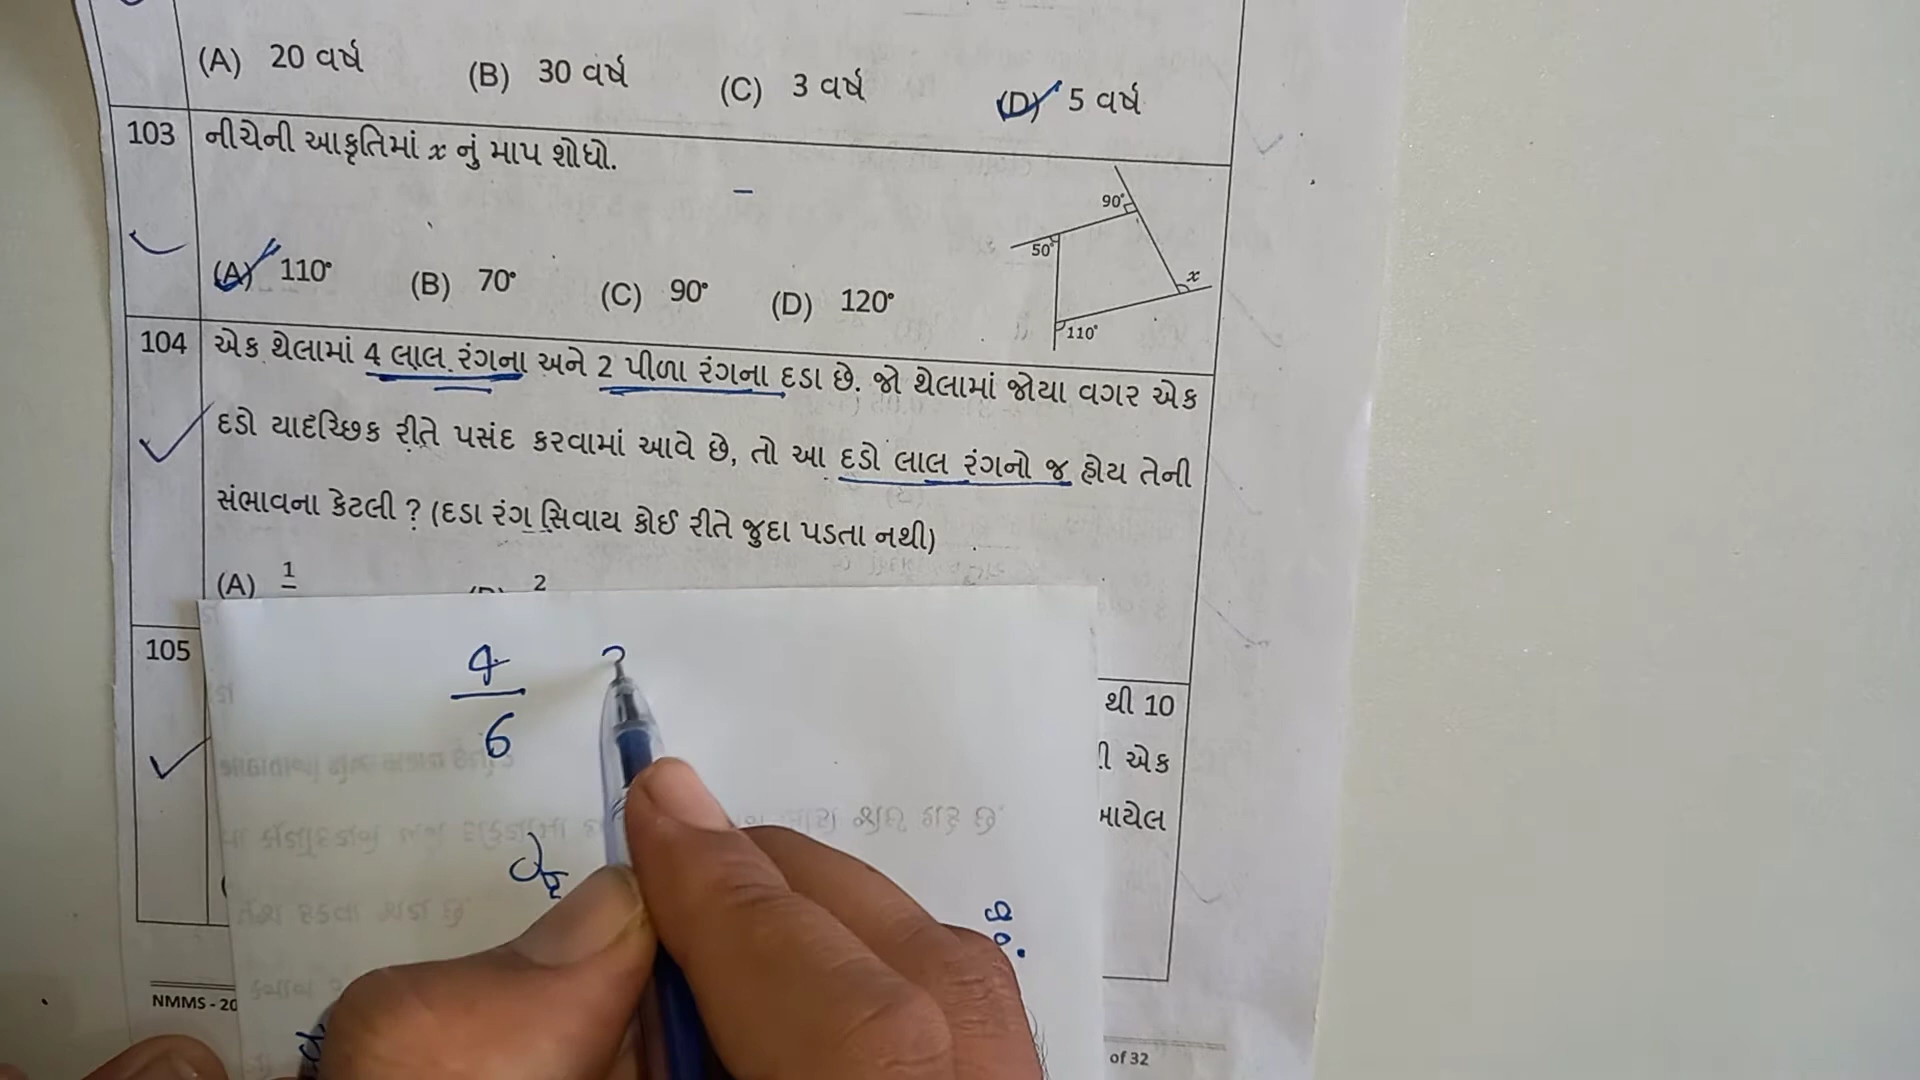 (A) 20 વર્ષ (B) 30 વર્ષ (C) 3 વર્ષ (D) 5 વર્ષ
103 નીચેની આકૃતિમાં x નું માપ શોધો.
90°
50°
x
110°
(A) 110° (B) 70° (C) 90° (D) 120°
104 એક થેલામાં 4 લાલ રંગના અને 2 પીળા રંગના દડા છે. જો થેલામાં જોયા વગર એક
દડો યાદચ્છિક રીતે પસંદ કરવામાં આવે છે, તો આ દડો લાલ રંગનો જ હોય તેની
સંભાવના કેટલી ? (દડા રંગ સિવાય કોઈ રીતે જુદા પડતા નથી)
(A) 1 2
4
6
105
થી 10
એક
NMMS - 20
of 32